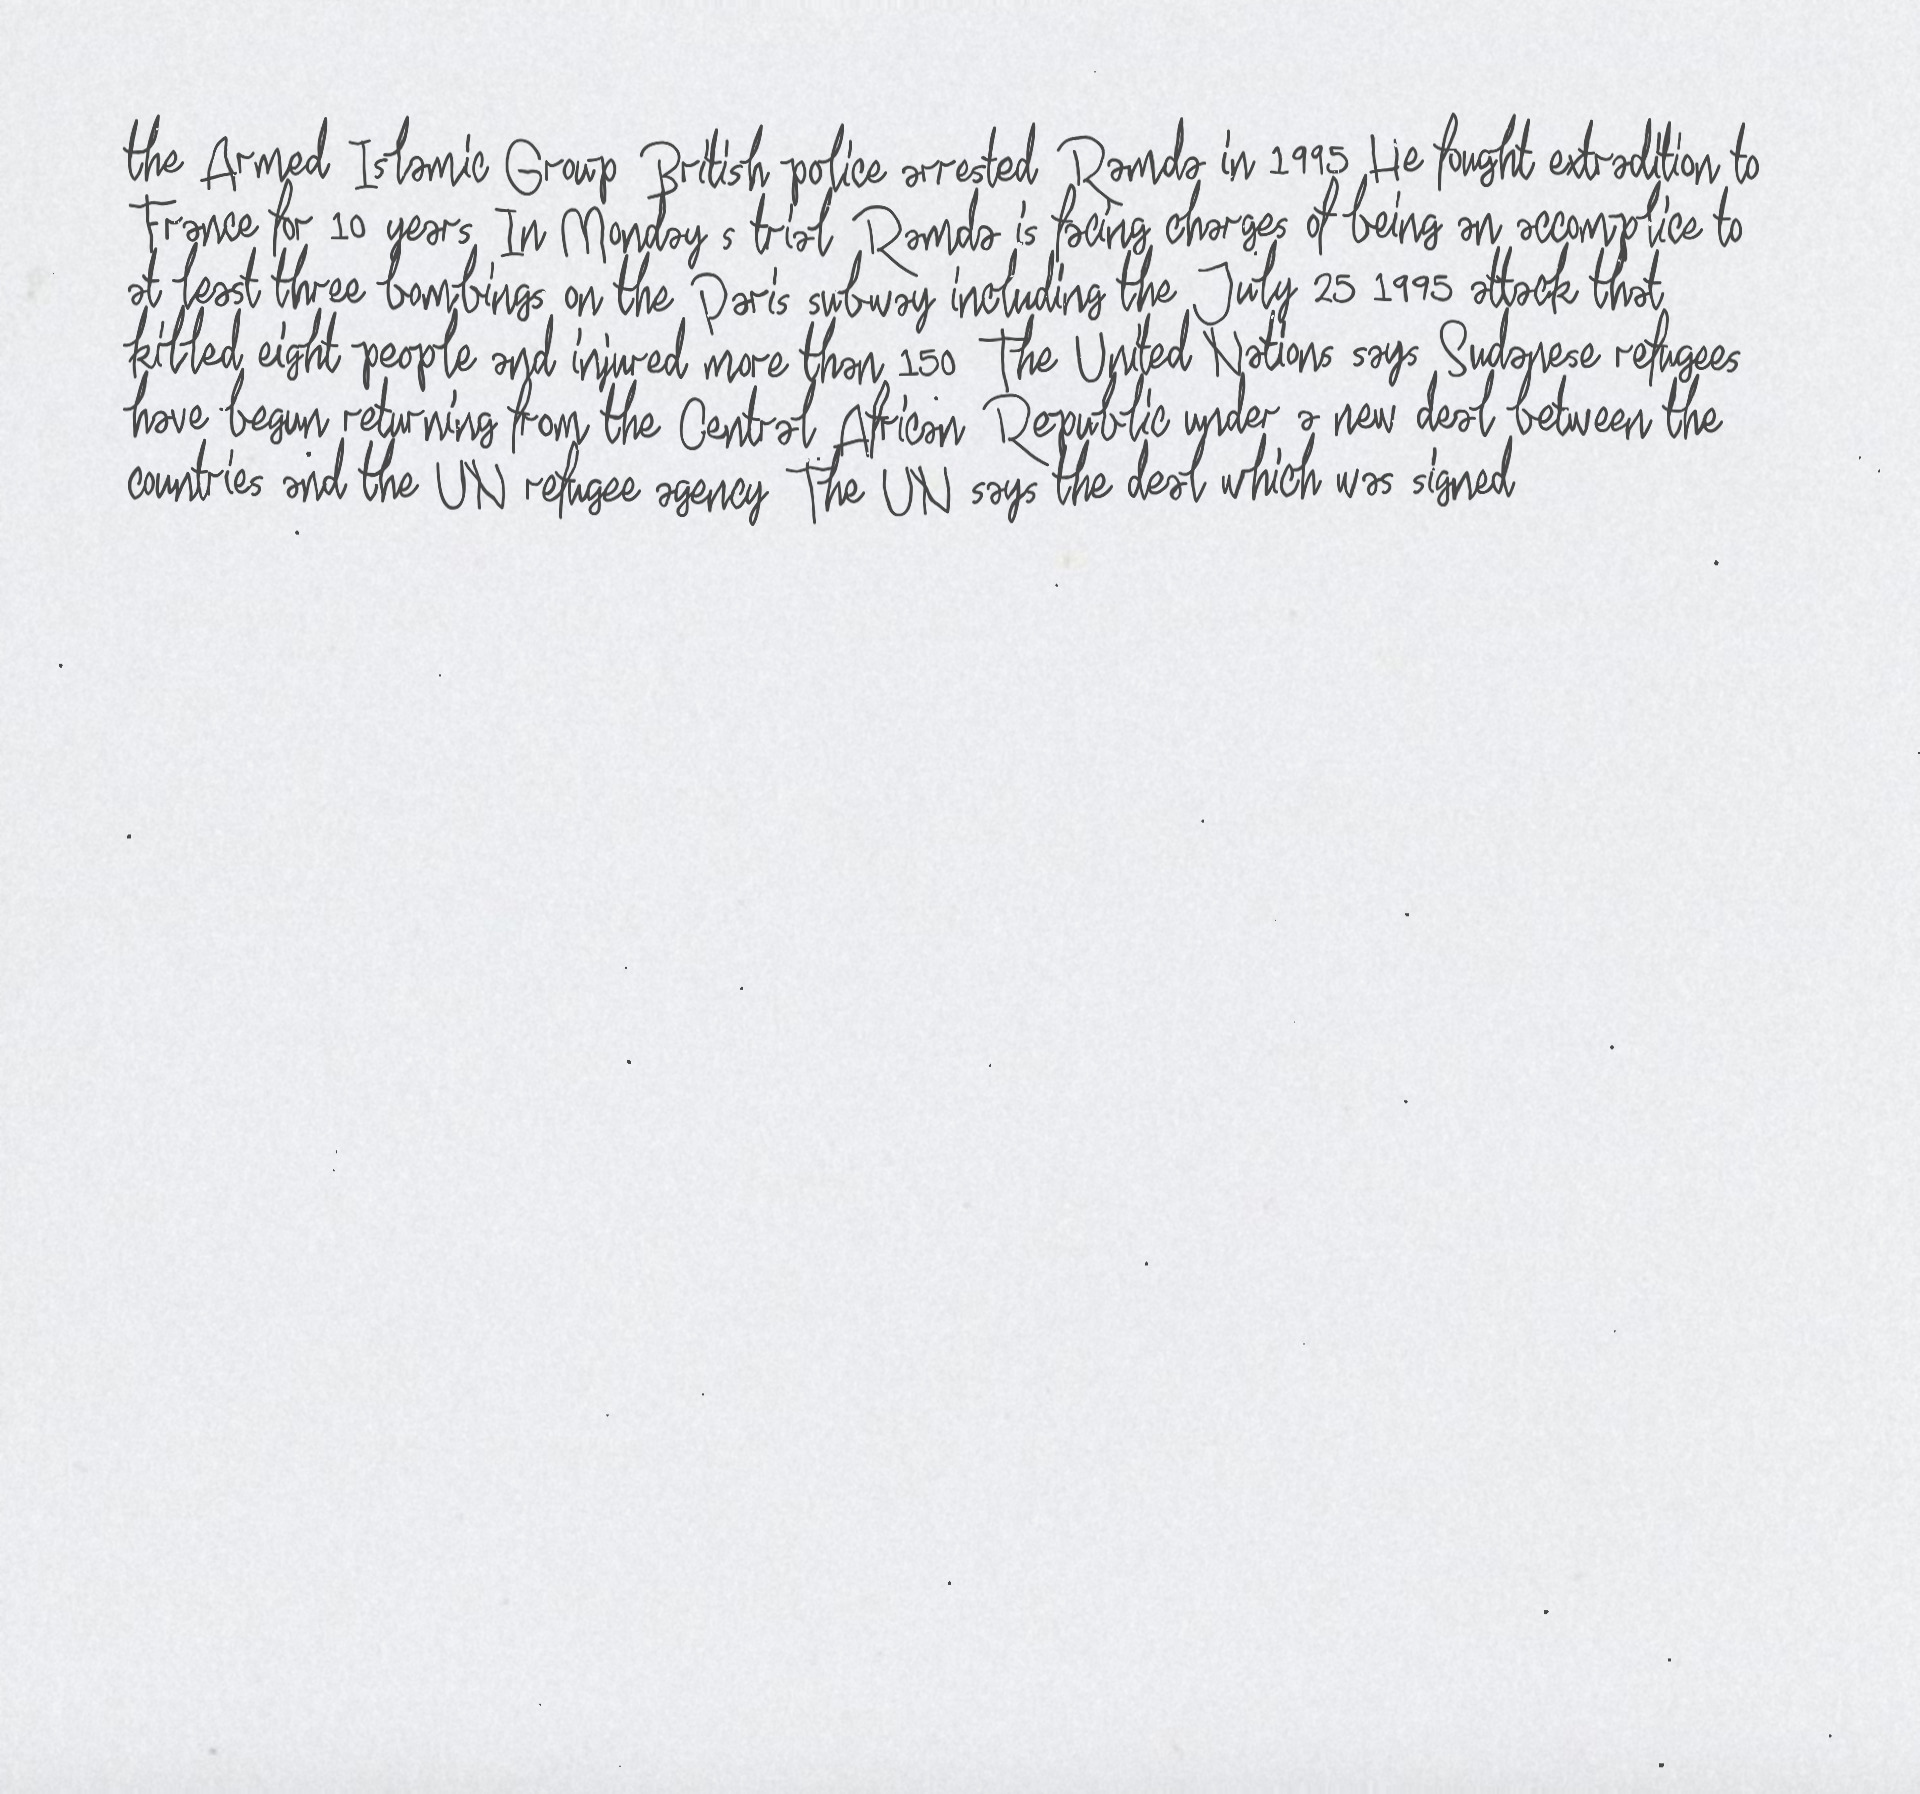 the Armed Islamic Group British police arrested Ramda in 1995 He fought extradition to
France for 10 years In Monday s trial Ramda is facing charges of being an accomplice to
at least three bombings on the Paris subway including the July 25 1995 attack that
killed eight people and injured more than 150 The United Nations says Sudanese refugees
have begun returning from the Central African Republic under a new deal between the
countries and the UN refugee agency The UN says the deal which was signed